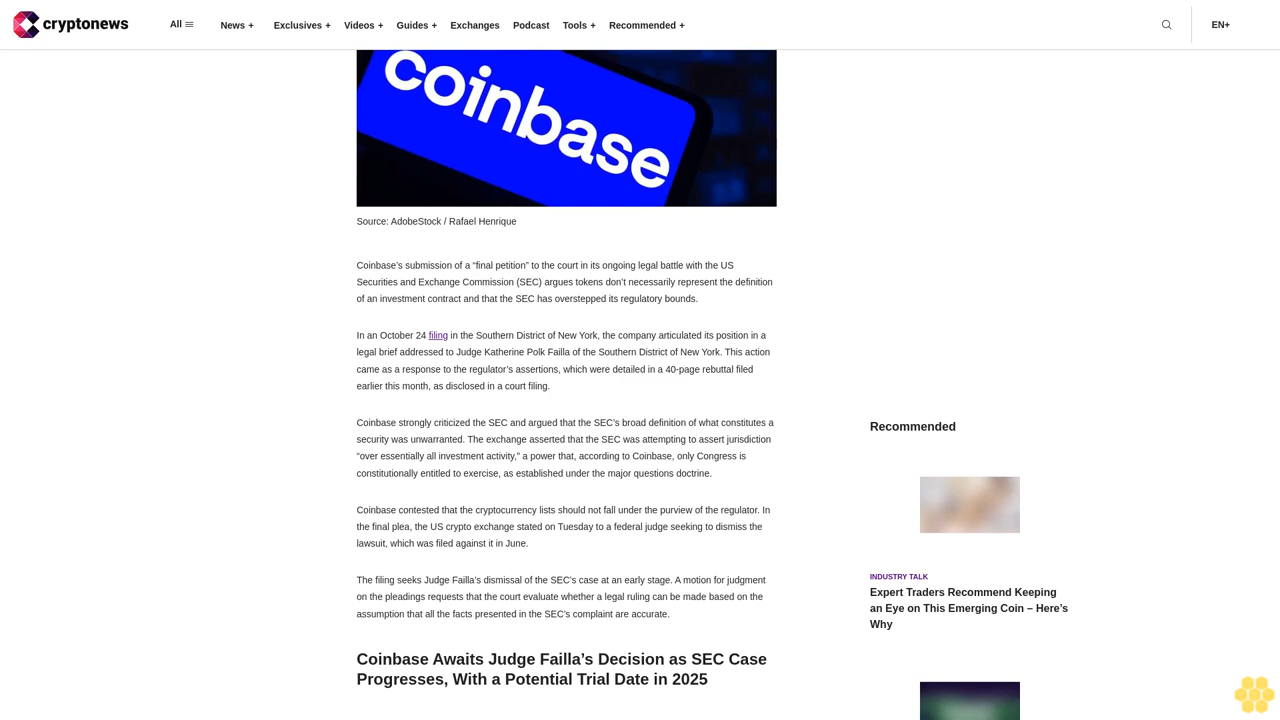 cryptonews
All
News +
Exclusives +
Videos +
Guides +
Exchanges
Podcast
Tools +
Recommended +
EN+
coinbase
Source: AdobeStock / Rafael Henrique
Coinbase’s submission of a “final petition” to the court in its ongoing legal battle with the US
Securities and Exchange Commission (SEC) argues tokens don’t necessarily represent the definition
of an investment contract and that the SEC has overstepped its regulatory bounds.
In an October 24 filing in the Southern District of New York, the company articulated its position in a
legal brief addressed to Judge Katherine Polk Failla of the Southern District of New York. This action
came as a response to the regulator’s assertions, which were detailed in a 40-page rebuttal filed
earlier this month, as disclosed in a court filing.
Coinbase strongly criticized the SEC and argued that the SEC’s broad definition of what constitutes a
security was unwarranted. The exchange asserted that the SEC was attempting to assert jurisdiction
“over essentially all investment activity,” a power that, according to Coinbase, only Congress is
constitutionally entitled to exercise, as established under the major questions doctrine.
Coinbase contested that the cryptocurrency lists should not fall under the purview of the regulator. In
the final plea, the US crypto exchange stated on Tuesday to a federal judge seeking to dismiss the
lawsuit, which was filed against it in June.
The filing seeks Judge Failla’s dismissal of the SEC’s case at an early stage. A motion for judgment
on the pleadings requests that the court evaluate whether a legal ruling can be made based on the
assumption that all the facts presented in the SEC’s complaint are accurate.
Coinbase Awaits Judge Failla’s Decision as SEC Case
Progresses, With a Potential Trial Date in 2025
Recommended
INDUSTRY TALK
Expert Traders Recommend Keeping
an Eye on This Emerging Coin – Here’s
Why